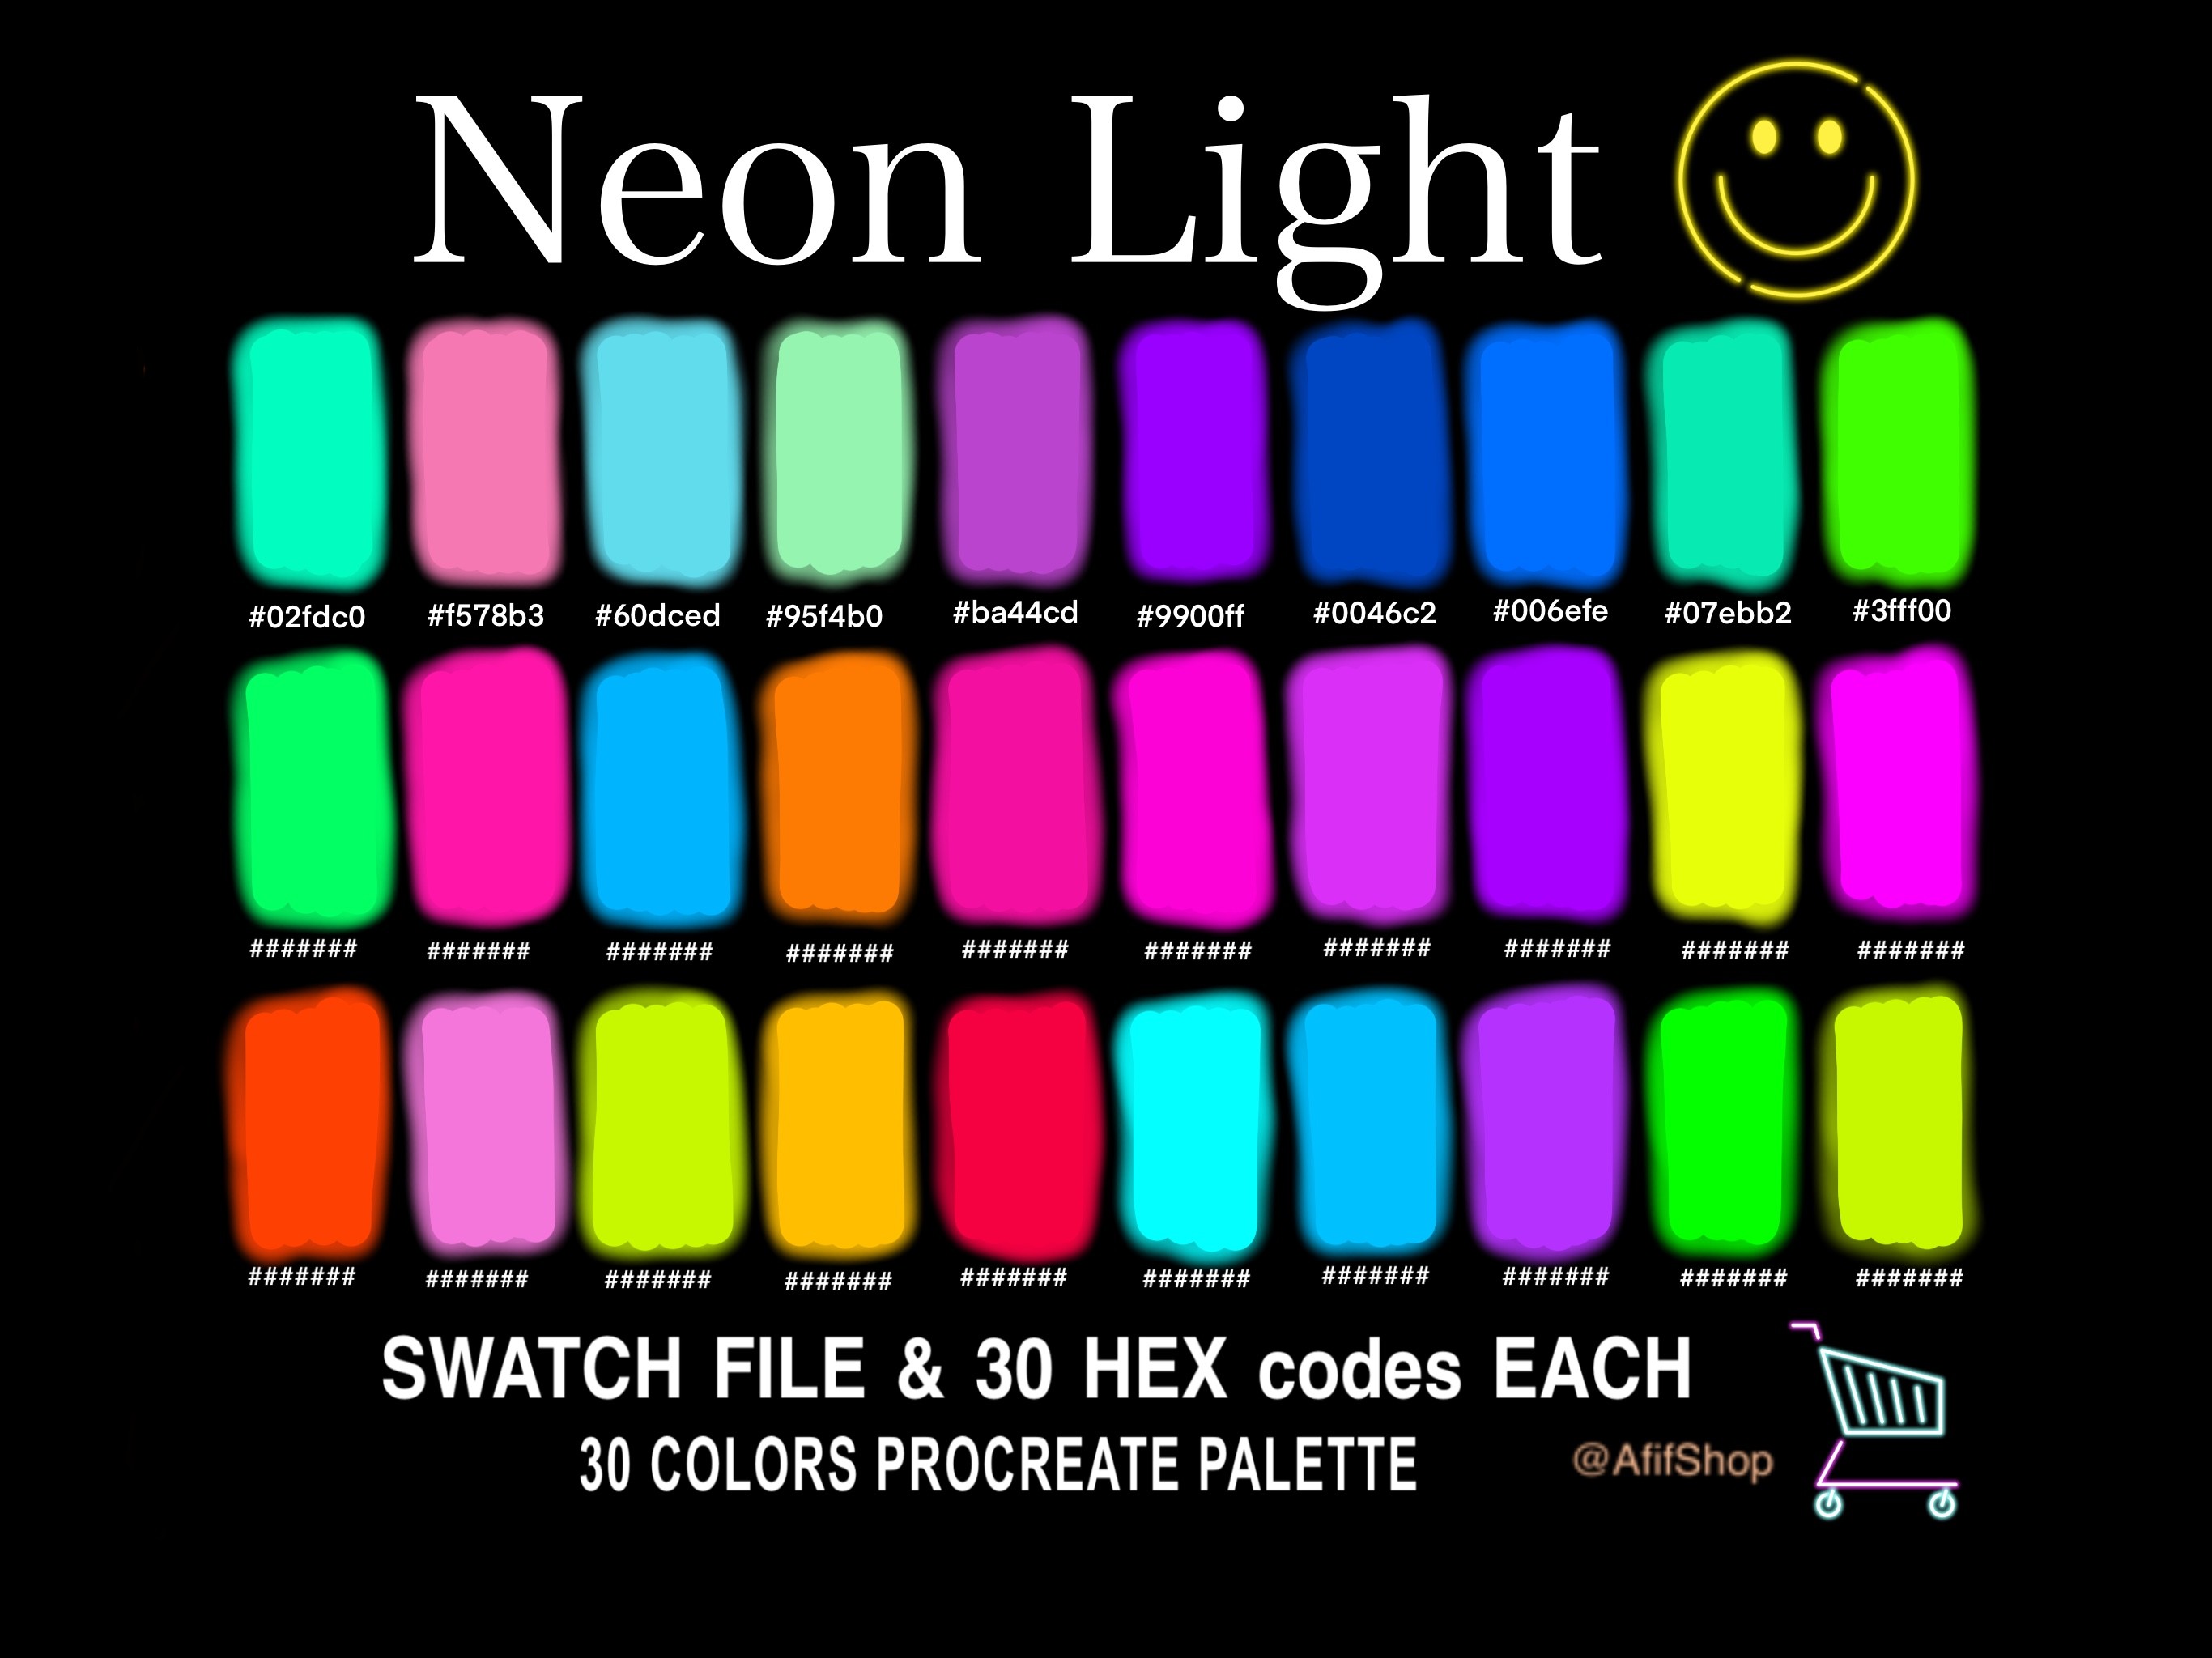 Neon Light
#02fdc0 #f578b3 #60dced #95f4b0 #ba44cd #9900ff #0046c2 #006efe #07ebb2 #3fff00
####### ####### ####### ####### ####### ####### ####### ####### ####### #######
####### ####### ####### ####### ####### ####### ####### ####### ####### #######
SWATCH FILE & 30 HEX codes EACH
30 COLORS PROCREATE PALETTE
@AfifShop